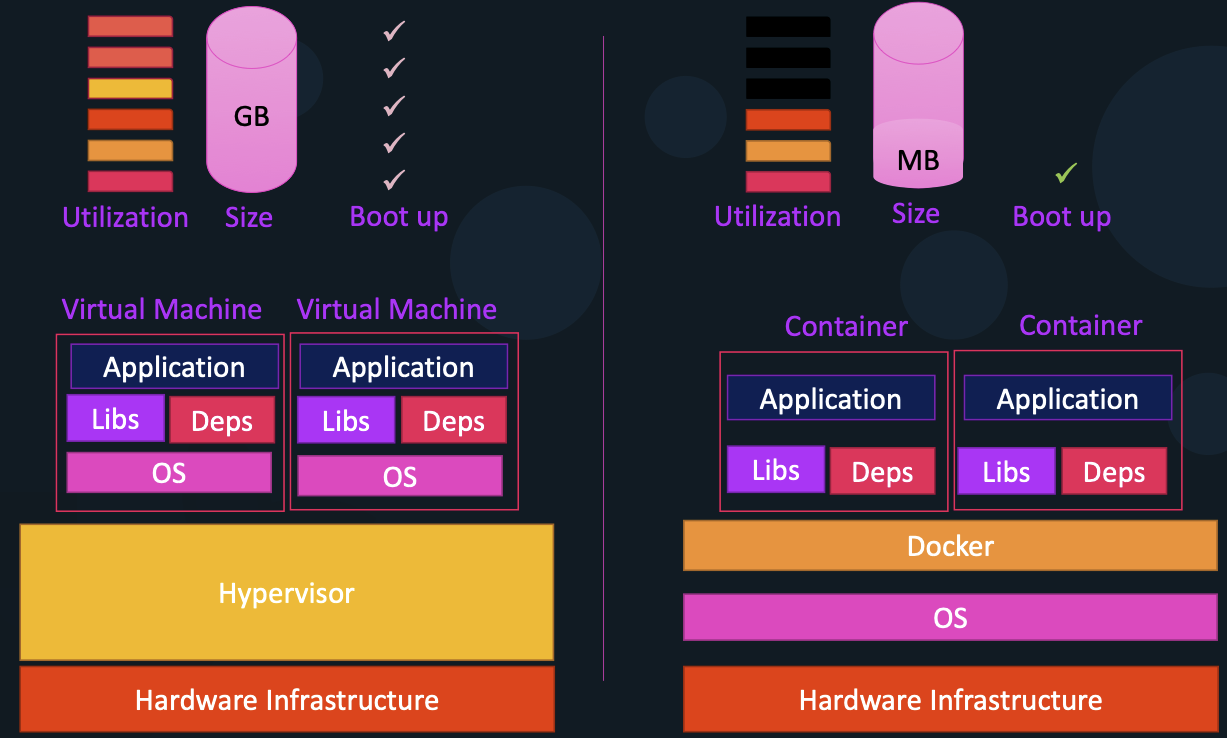 GB
Utilization
Size
Boot up
Virtual Machine
Virtual Machine
Application
Libs
Deps
OS
Application
Libs
Deps
OS
Hypervisor
Hardware Infrastructure
MB
Utilization
Size
Boot up
Container
Container
Application
Libs
Deps
Application
Libs
Deps
Docker
OS
Hardware Infrastructure